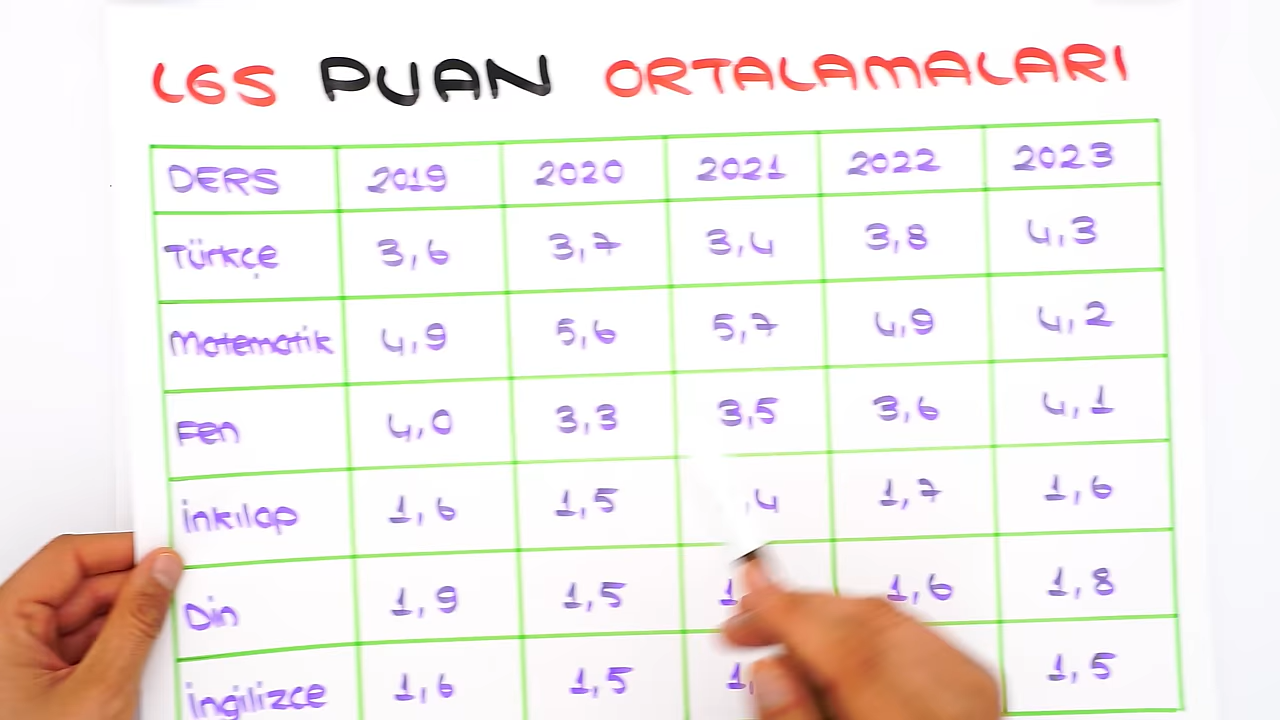 LGS PUAN ORTALAMALARI
DERS 2019 2020 2021 2022 2023
Türkçe 3,6 3,7 3,4 3,8 4,3
Matematik 4,9 5,6 5,7 4,9 4,2
Fen 4,0 3,3 3,5 3,6 4,1
İnkılap 1,6 1,5 ,4 1,7 1,6
Din 1,9 1,5 1,6 1,8
İngilizce 1,6 1,5 1,5